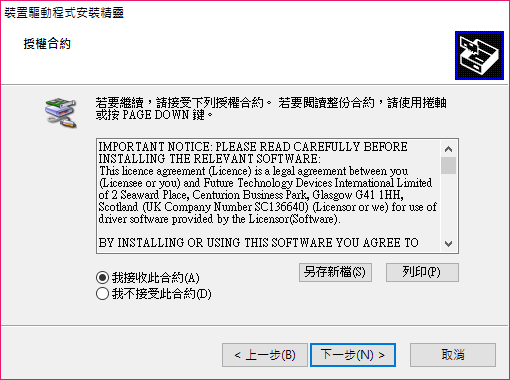 裝置驅動程式安裝精靈
授權合約
若要繼續，請接受下列授權合約。若要閱讀整份合約，請使用捲軸
或按 PAGE DOWN 鍵。
IMPORTANT NOTICE: PLEASE READ CAREFULLY BEFORE
INSTALLING THE RELEVANT SOFTWARE:
This licence agreement (Licence) is a legal agreement between you
(Licensee or you) and Future Technology Devices International Limited
of 2 Seaward Place, Centurion Business Park, Glasgow G41 1HH,
Scotland (UK Company Number SC136640) (Licensor or we) for use of
driver software provided by the Licensor(Software).
BY INSTALLING OR USING THIS SOFTWARE YOU AGREE TO
我接收此合約(A)
另存新檔(S)
列印(P)
我不接受此合約(D)
< 上一步(B)
下一步(N) >
取消